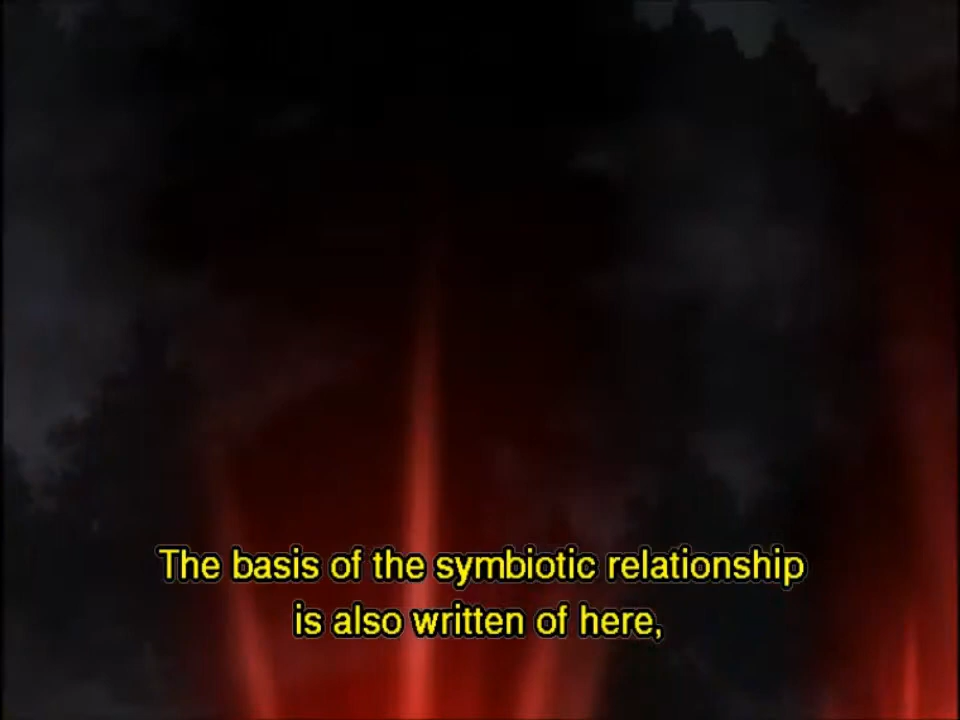 The basis of the symbiotic relationship
is also written of here,